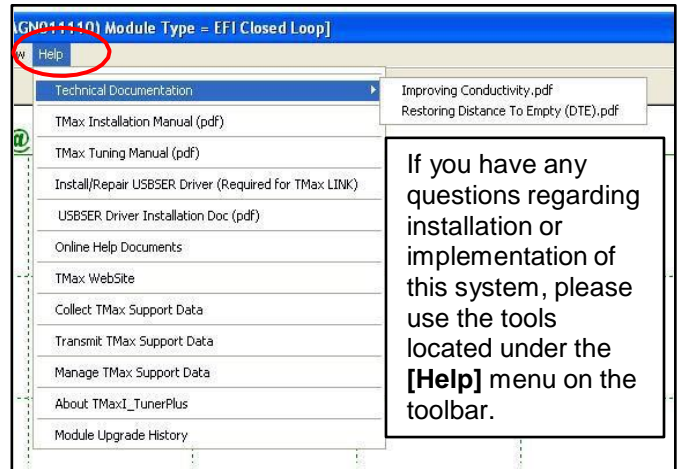 AGN011110) Module Type = EFI Closed Loop]
w Help
Technical Documentation
Improving Conductivity.pdf
Restoring Distance To Empty (DTE).pdf
TMax Installation Manual (pdf)
@
TMax Tuning Manual (pdf)
Install/Repair USBSER Driver (Required for TMax LINK)
USBSER Driver Installation Doc (pdf)
Online Help Documents
TMax WebSite
Collect TMax Support Data
Transmit TMax Support Data
Manage TMax Support Data
About TMaxI_TunerPlus
Module Upgrade History
If you have any
questions regarding
installation or
implementation of
this system, please
use the tools
located under the
[Help] menu on the
toolbar.